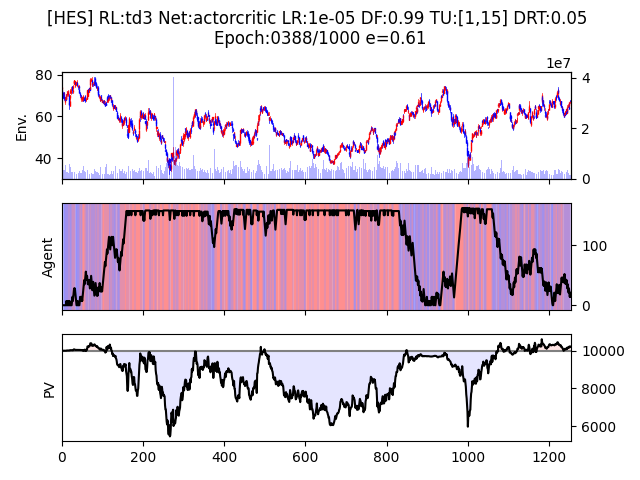 [HES] RL:td3 Net:actorcritic LR:1e-05 DF:0.99 TU:[1,15] DRT:0.05
Epoch:0388/1000 e=0.61
1e7
80
60
40
Env.
4
2
0
Agent
100
0
PV
10000
8000
6000
0 200 400 600 800 1000 1200